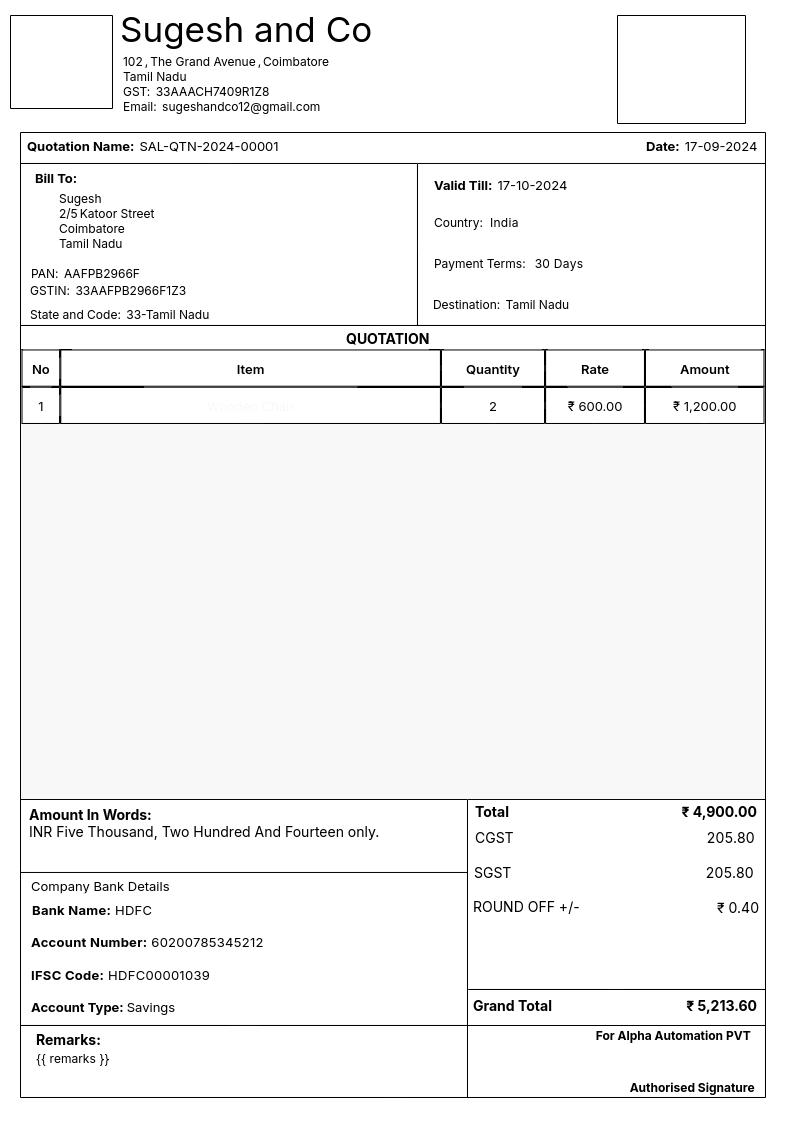 Sugesh and Co
102 , The Grand Avenue , Coimbatore
Tamil Nadu
GST: 33AAACH7409R1Z8
Email: sugeshandco12@gmail.com
Quotation Name: SAL-QTN-2024-00001 Date: 17-09-2024
Bill To:
Sugesh
2/5 Katoor Street
Coimbatore
Tamil Nadu
PAN: AAFPB2966F
GSTIN: 33AAFPB2966F1Z3
State and Code: 33-Tamil Nadu
Valid Till: 17-10-2024
Country: India
Payment Terms: 30 Days
Destination: Tamil Nadu
QUOTATION
No Item Quantity Rate Amount
1 Wooden Chair 2 ₹ 600.00 ₹ 1,200.00
Amount In Words:
INR Five Thousand, Two Hundred And Fourteen only.
Company Bank Details
Bank Name: HDFC
Account Number: 60200785345212
IFSC Code: HDFC00001039
Account Type: Savings
Total ₹ 4,900.00
CGST 205.80
SGST 205.80
ROUND OFF +/- ₹ 0.40
Grand Total ₹ 5,213.60
Remarks:
{{ remarks }}
For Alpha Automation PVT
Authorised Signature